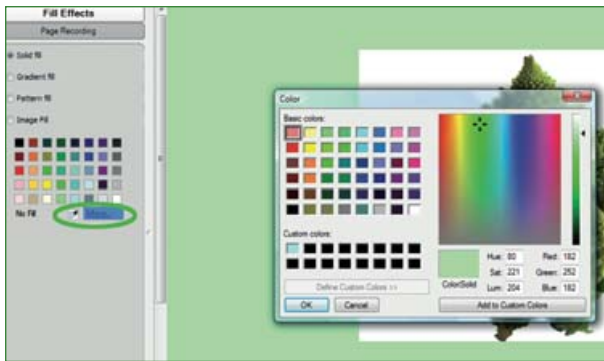 Fill Effects
Page Recording
Solid fill
Gradient fill
Pattern fill
Image Fill
No Fill
More...
Color
Basic colors:
Custom colors:
Define Custom Colors >>
OK
Cancel
Color|Solid
Hue: 80
Sat: 221
Lum: 204
Red: 182
Green: 252
Blue: 182
Add to Custom Colors